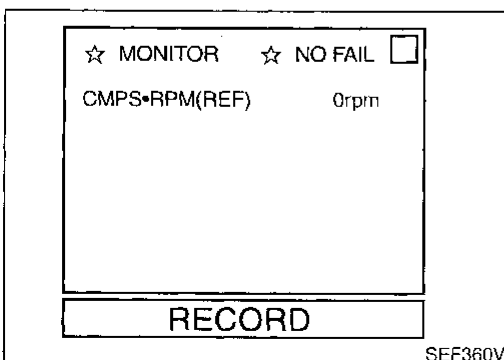 ☆ MONITOR ☆ NO FAIL
CMPS•RPM(REF) 0rpm
RECORD
SEF360V